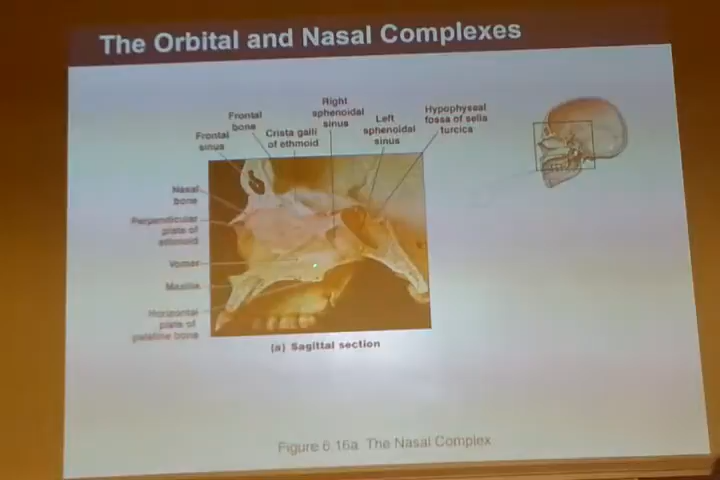 The Orbital and Nasal Complexes
Right
sphenoidal
sinus
Frontal
bone
Frontal
sinus
Crista galli
of ethmoid
Left
sphenoidal
sinus
Hypophyseal
fossa of sella
turcica
Nasal
bone
Perpendicular
plate of
ethmoid
Vomer
Maxilla
Horizontal
plate of
palatine bone
(a) Sagittal section
Figure 6.16a The Nasal Complex